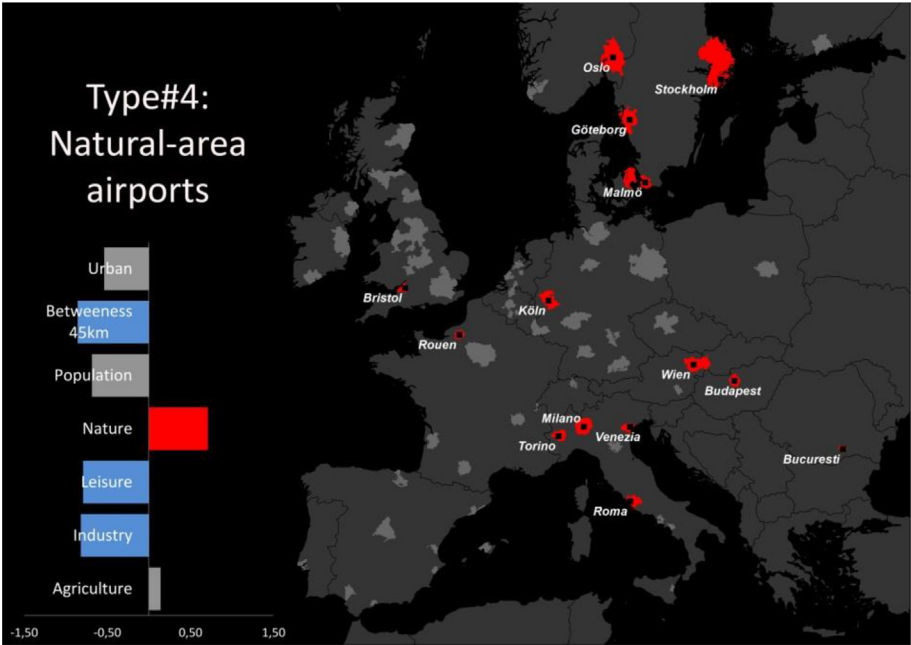 Type#4:
Natural-area
airports
Urban
Betweeness
45km
Population
Nature
Leisure
Industry
Agriculture
-1,50
-0,50
0,50
1,50
Oslo
Stockholm
Göteborg
Malmö
Bristol
Köln
Rouen
Wien
Budapest
Milano
Torino
Venezia
Bucuresti
Roma